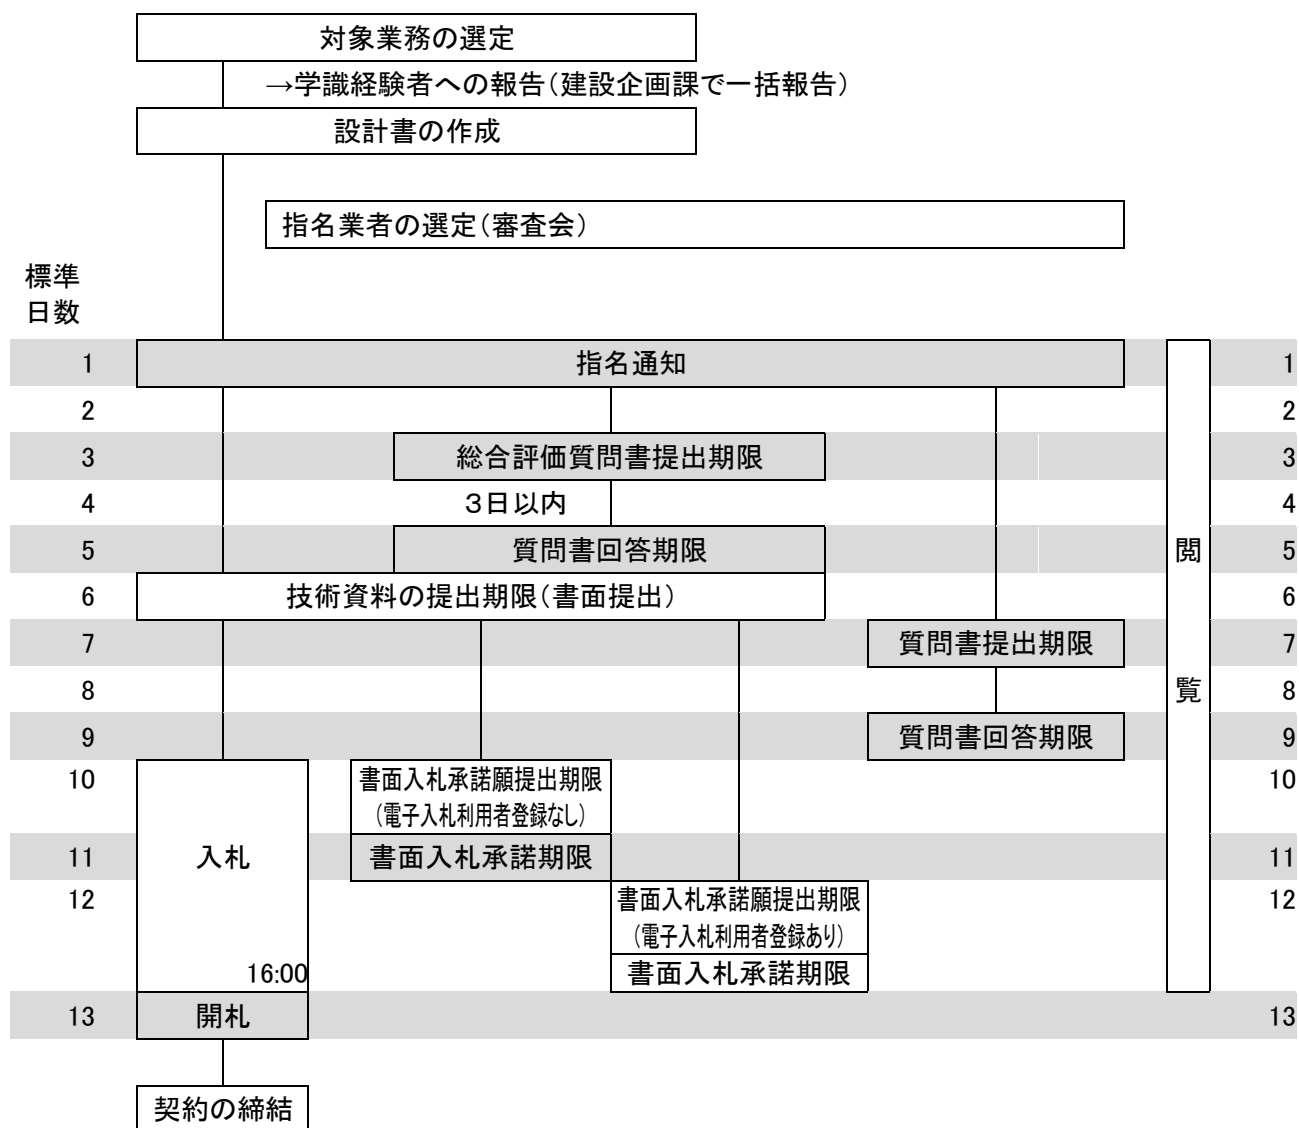 対象業務の選定
→学識経験者への報告（建設企画課で一括報告）
設計書の作成
指名業者の選定（審査会）
標準
日数
1 指名通知 1
2 2
3 総合評価質問書提出期限 3
4 3日以内 4
5 質問書回答期限 閲 5
6 技術資料の提出期限（書面提出） 6
7 質問書提出期限 7
8 覧 8
9 質問書回答期限 9
10 書面入札承諾願提出期限 10
（電子入札利用者登録なし）
11 入札 書面入札承諾期限 11
12 書面入札承諾願提出期限 12
（電子入札利用者登録あり）
16:00 書面入札承諾期限
13 開札 13
契約の締結